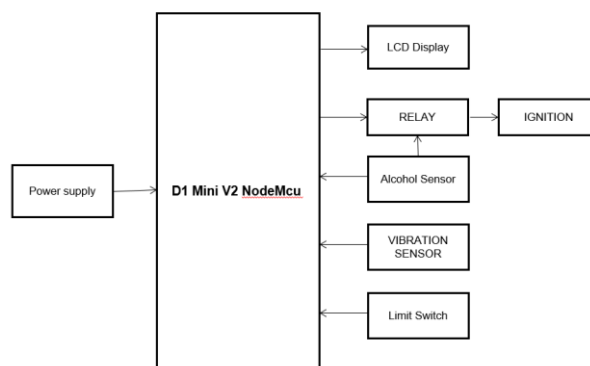 LCD Display
RELAY
IGNITION
Power supply
D1 Mini V2 NodeMcu
Alcohol Sensor
VIBRATION
SENSOR
Limit Switch